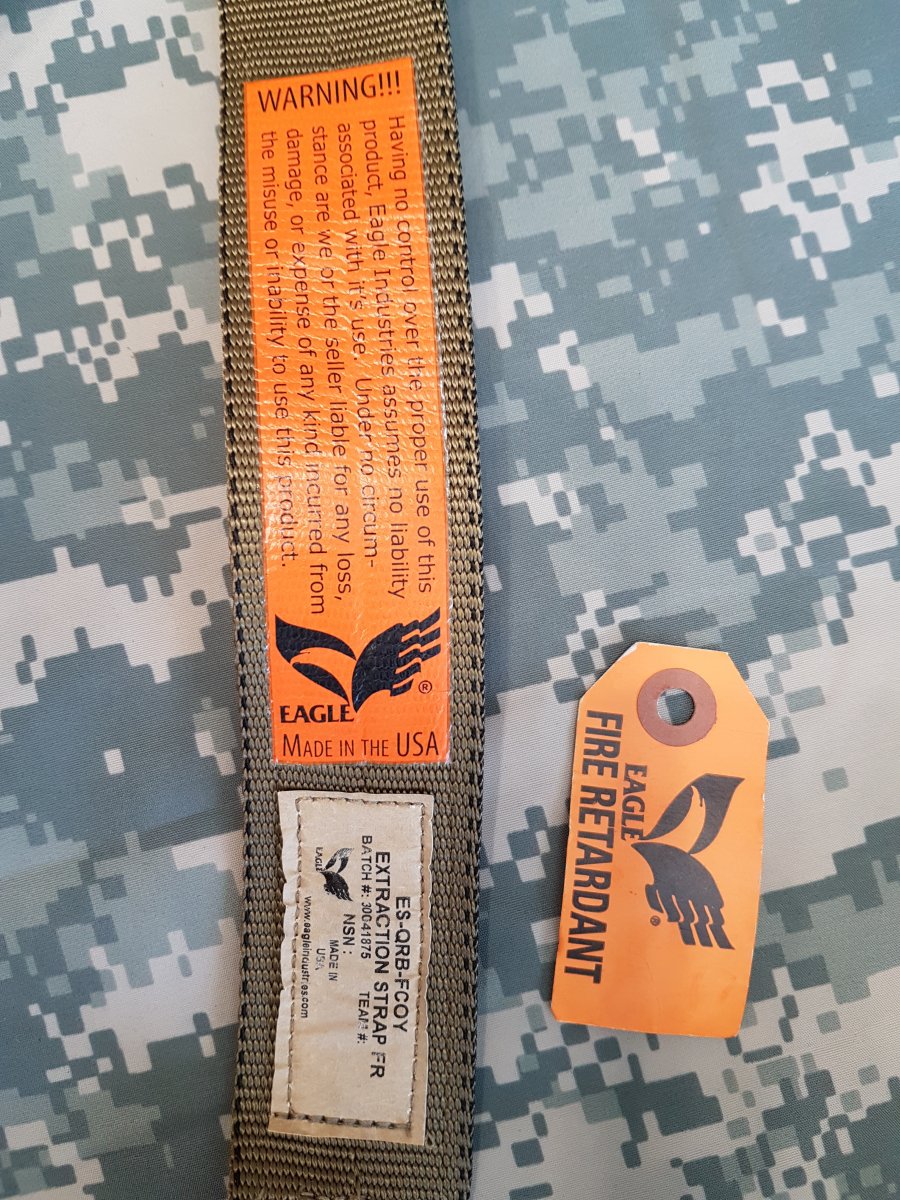 WARNING!!!
Having no control over the proper use of this
product, Eagle Industries assumes no liability
associated with it's use. Under no circum-
stance are we or the seller liable for any loss,
damage, or expense of any kind incurred from
the misuse or inability to use this product.
EAGLE
®
MADE IN THE USA
ES-QRB-FCOY
EXTRACTION STRAP FR
BATCH #: 30041875 TEAM #:
NSN :
EAGLE
MADE IN
USA
www.eagleindustries.com
EAGLE
®
FIRE RETARDANT